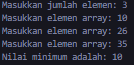 Masukkan jumlah elemen: 3
Masukkan elemen array: 10
Masukkan elemen array: 26
Masukkan elemen array: 35
Nilai minimum adalah: 10